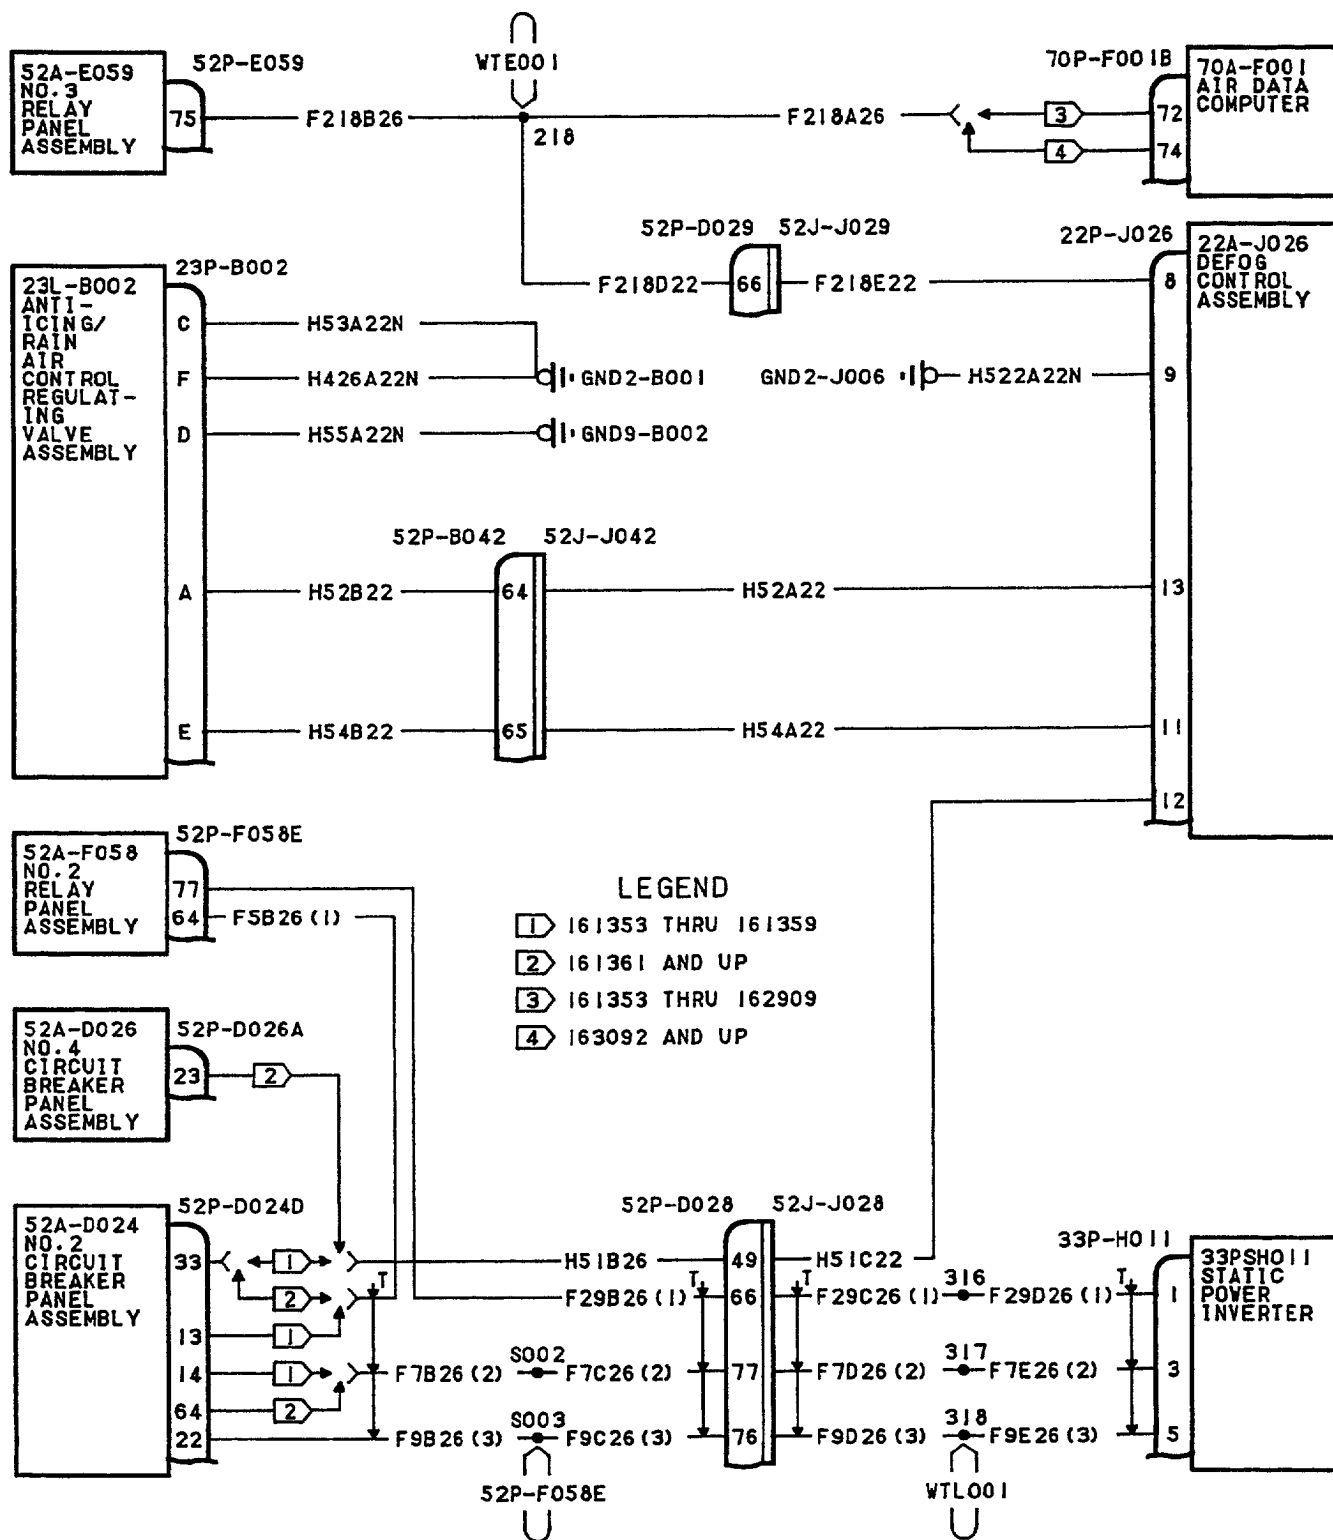 52A-E059
NO.3
RELAY
PANEL
ASSEMBLY
52P-E059
75
F218B26
WTE001
218
F218A26
3
4
70P-F001B
72
74
70A-F001
AIR DATA
COMPUTER
52P-D029
52J-J029
F218D22
66
F218E22
22P-J026
8
9
13
11
12
22A-J026
DEFOG
CONTROL
ASSEMBLY
23L-B002
ANTI-
ICING/
RAIN
AIR
CONTROL
REGULAT-
ING
VALVE
ASSEMBLY
23P-B002
C
H53A22N
F
H426A22N
GND2-B001
GND2-J006
H522A22N
D
H55A22N
GND9-B002
52P-B042
52J-J042
A
H52B22
64
H52A22
E
H54B22
65
H54A22
52A-F058
NO.2
RELAY
PANEL
ASSEMBLY
52P-F058E
77
64
F5B26(1)
LEGEND
1 161353 THRU 161359
2 161361 AND UP
3 161353 THRU 162909
4 163092 AND UP
52A-D026
NO.4
CIRCUIT
BREAKER
PANEL
ASSEMBLY
52P-D026A
23
2
52A-D024
NO.2
CIRCUIT
BREAKER
PANEL
ASSEMBLY
52P-D024D
33
1
2
13
1
14
1
64
2
22
T
52P-D028
52J-J028
H51B26
49
H51C22
F29B26(1)
T
66
T
F29C26(1)
316
F29D26(1)
T
1
F7B26(2)
S002
F7C26(2)
77
F7D26(2)
317
F7E26(2)
3
F9B26(3)
S003
F9C26(3)
76
F9D26(3)
318
F9E26(3)
5
52P-F058E
WTL001
33P-H011
33PSH011
STATIC
POWER
INVERTER